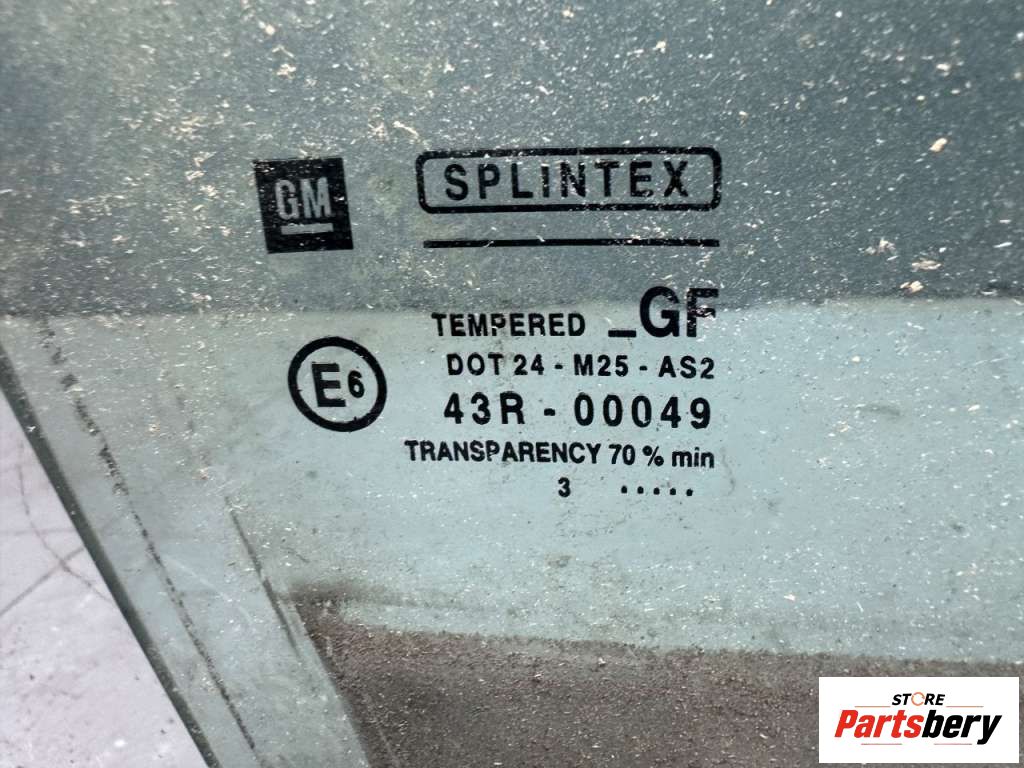 GM
SPLINTEX
TEMPERED _GF
DOT 24 - M25 - AS2
E6
43R - 00049
TRANSPARENCY 70 % min
3 .....
STORE
Partsbery